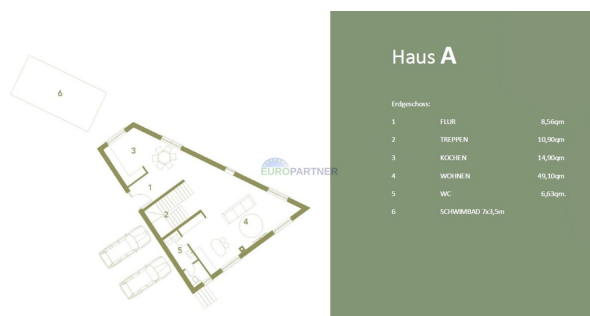 6
3
1
2
4
5
EUROPARTNER
Haus A
Erdgeschoss:
1 FLUR 8,56qm
2 TREPPEN 10,90qm
3 KOCHEN 14,90qm
4 WOHNEN 49,10qm
5 WC 6,63qm.
6 SCHWIMBAD 7x3,5m